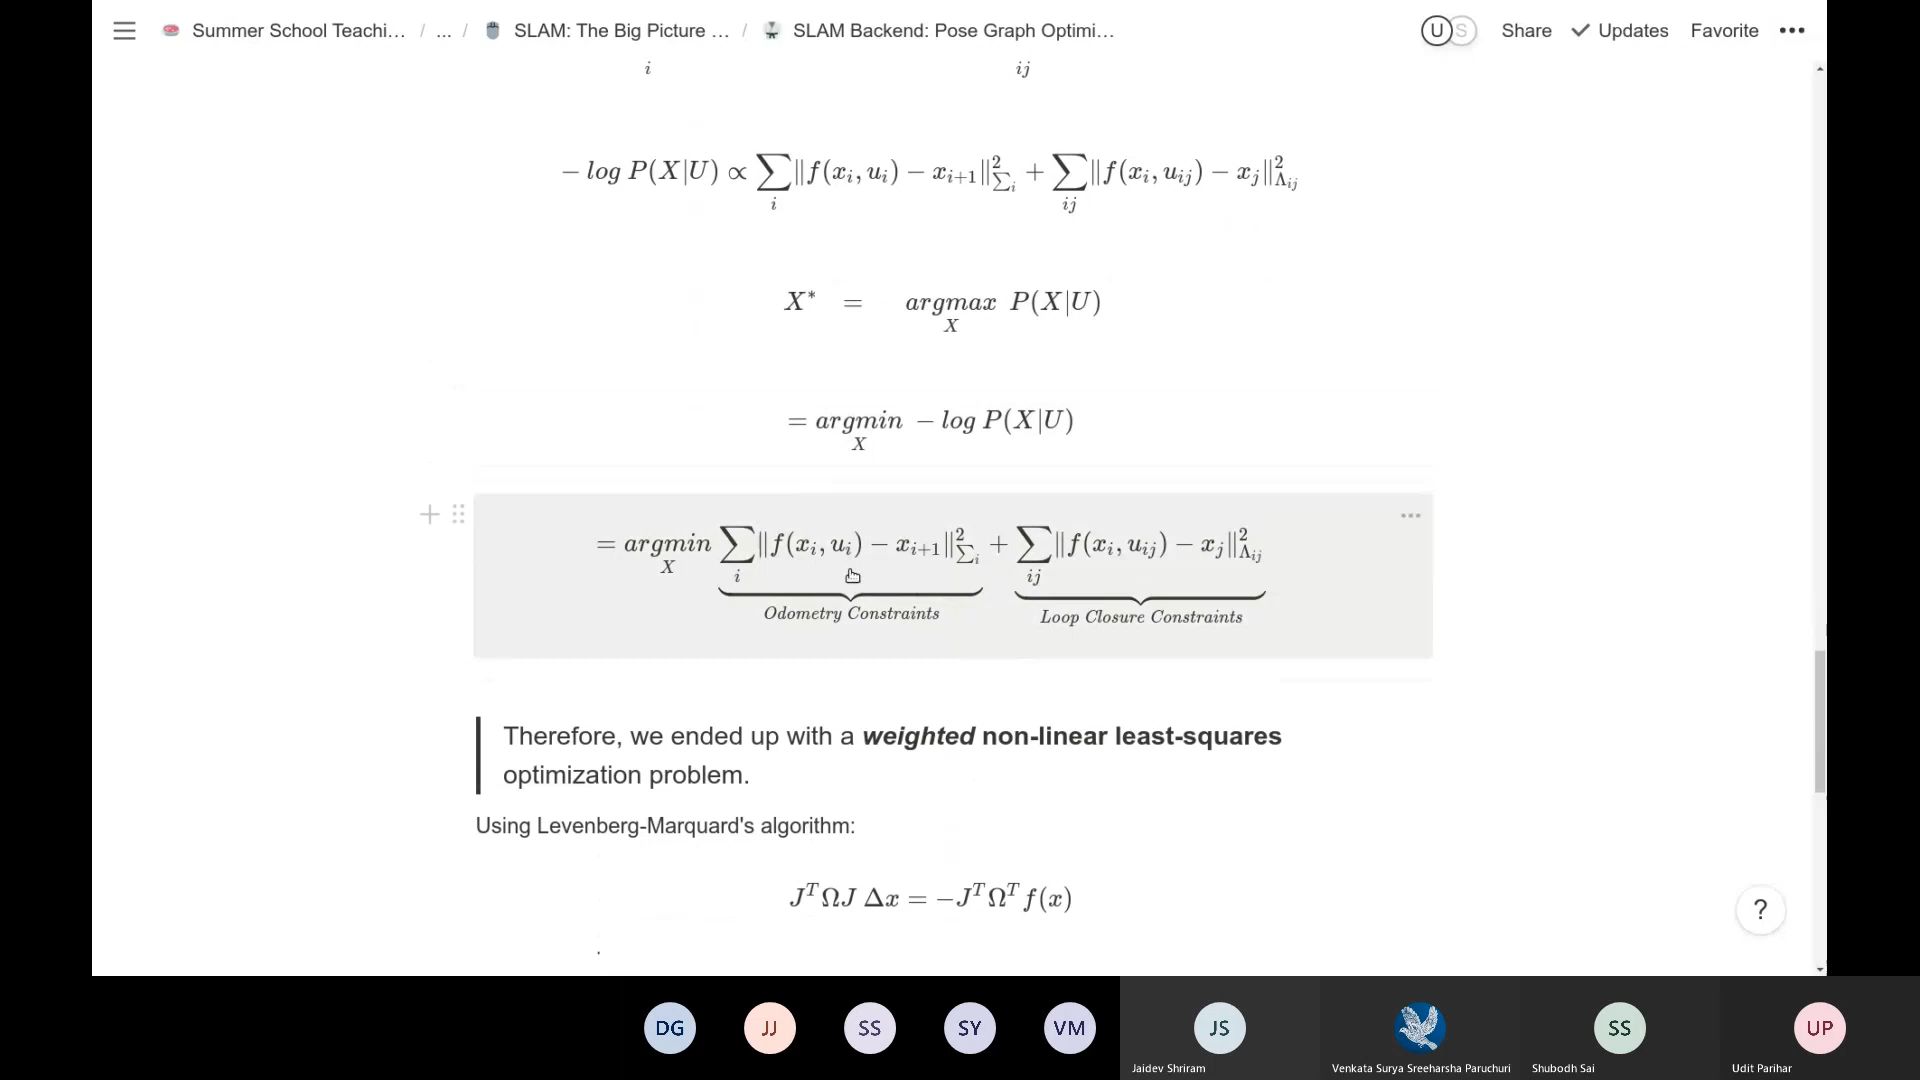 Summer School Teachi... / ... / SLAM: The Big Picture ... / SLAM Backend: Pose Graph Optimi... U S Share Updates Favorite •••
i ij
− log P(X|U) ∝ ∑_i ‖f(x_i, u_i) − x_{i+1}‖²_{Σ_i} + ∑_{ij} ‖f(x_i, u_{ij}) − x_j‖²_{Λ_{ij}}
X* = argmax_X P(X|U)
= argmin_X − log P(X|U)
= argmin_X ∑_i ‖f(x_i, u_i) − x_{i+1}‖²_{Σ_i} + ∑_{ij} ‖f(x_i, u_{ij}) − x_j‖²_{Λ_{ij}}
Odometry Constraints Loop Closure Constraints
Therefore, we ended up with a weighted non-linear least-squares
optimization problem.
Using Levenberg-Marquard's algorithm:
J^T Ω J Δx = −J^T Ω^T f(x)
?
DG JJ SS SY VM JS SS UP
Jaidev Shriram Venkata Surya Sreeharsha Paruchuri Shubodh Sai Udit Parihar